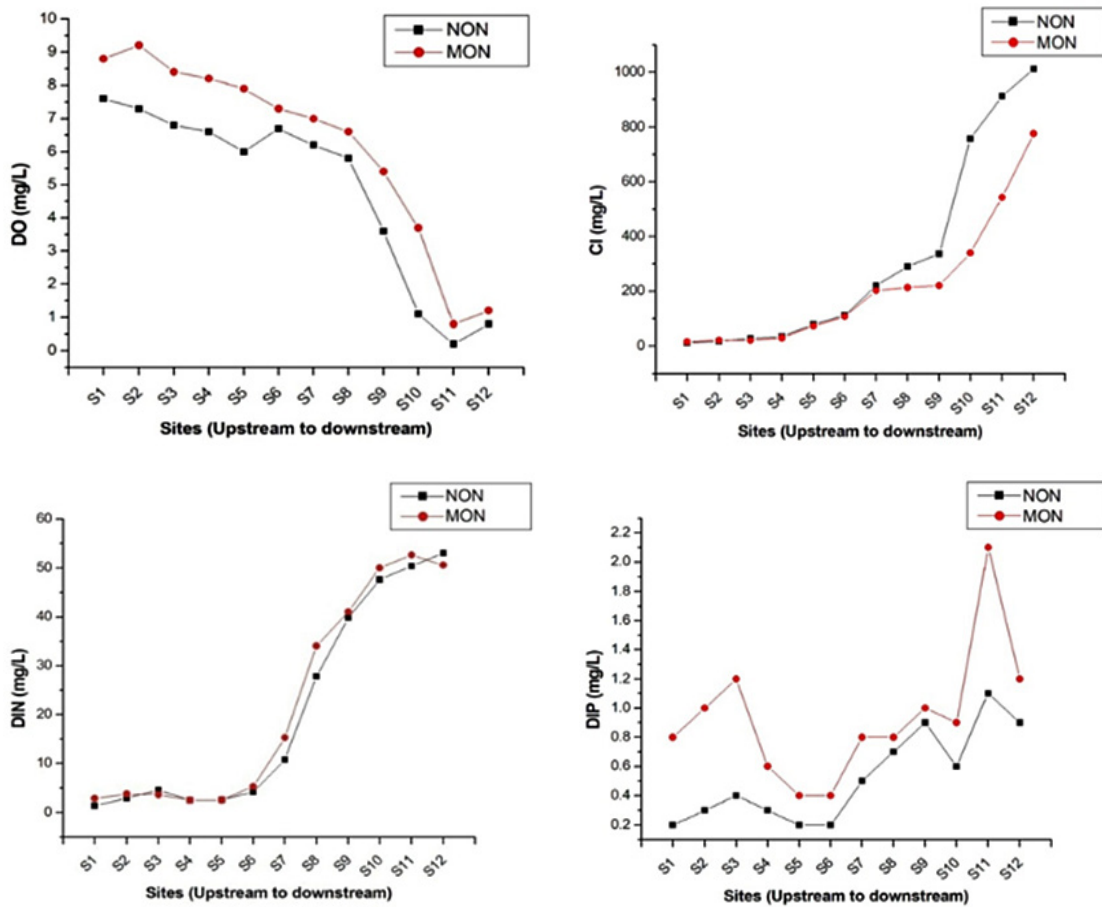 NON
MON
10
9
8
7
6
5
4
3
2
1
0
DO (mg/L)
S1 S2 S3 S4 S5 S6 S7 S8 S9 S10 S11 S12
Sites (Upstream to downstream)
NON
MON
1000
800
600
400
200
0
Cl (mg/L)
S1 S2 S3 S4 S5 S6 S7 S8 S9 S10 S11 S12
Sites (Upstream to downstream)
NON
MON
60
50
40
30
20
10
0
DIN (mg/L)
S1 S2 S3 S4 S5 S6 S7 S8 S9 S10 S11 S12
Sites (Upstream to downstream)
NON
MON
2.2
2.0
1.8
1.6
1.4
1.2
1.0
0.8
0.6
0.4
0.2
DIP (mg/L)
S1 S2 S3 S4 S5 S6 S7 S8 S9 S10 S11 S12
Sites (Upstream to downstream)